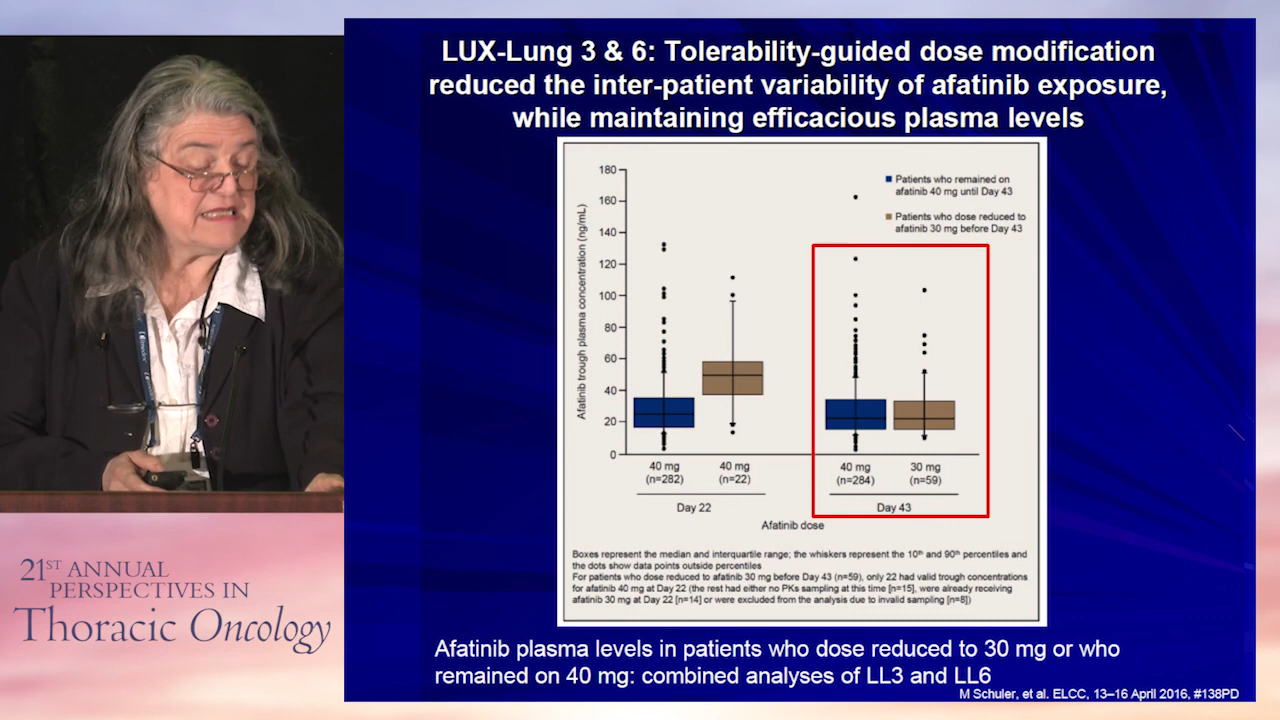 LUX-Lung 3 & 6: Tolerability-guided dose modification
reduced the inter-patient variability of afatinib exposure,
while maintaining efficacious plasma levels
Afatinib trough plasma concentration (ng/mL)
180
160
140
120
100
80
60
40
20
0
Patients who remained on
afatinib 40 mg until Day 43
Patients who dose reduced to
afatinib 30 mg before Day 43
40 mg 40 mg 40 mg 30 mg
(n=282) (n=22) (n=284) (n=59)
Day 22 Day 43
Afatinib dose
Boxes represent the median and interquartile range; the whiskers represent the 10th and 90th percentiles and
the dots show data points outside percentiles
For patients who dose reduced to afatinib 30 mg before Day 43 (n=59), only 22 had valid trough concentrations
for afatinib 40 mg at Day 22 (the rest had either no PKs sampling at this time [n=15], were already receiving
afatinib 30 mg at Day 22 [n=14] or were excluded from the analysis due to invalid sampling [n=8])
Afatinib plasma levels in patients who dose reduced to 30 mg or who
remained on 40 mg: combined analyses of LL3 and LL6
M Schuler, et al. ELCC, 13–16 April 2016, #138PD
21ST ANNUAL
PERSPECTIVES IN
Thoracic Oncology